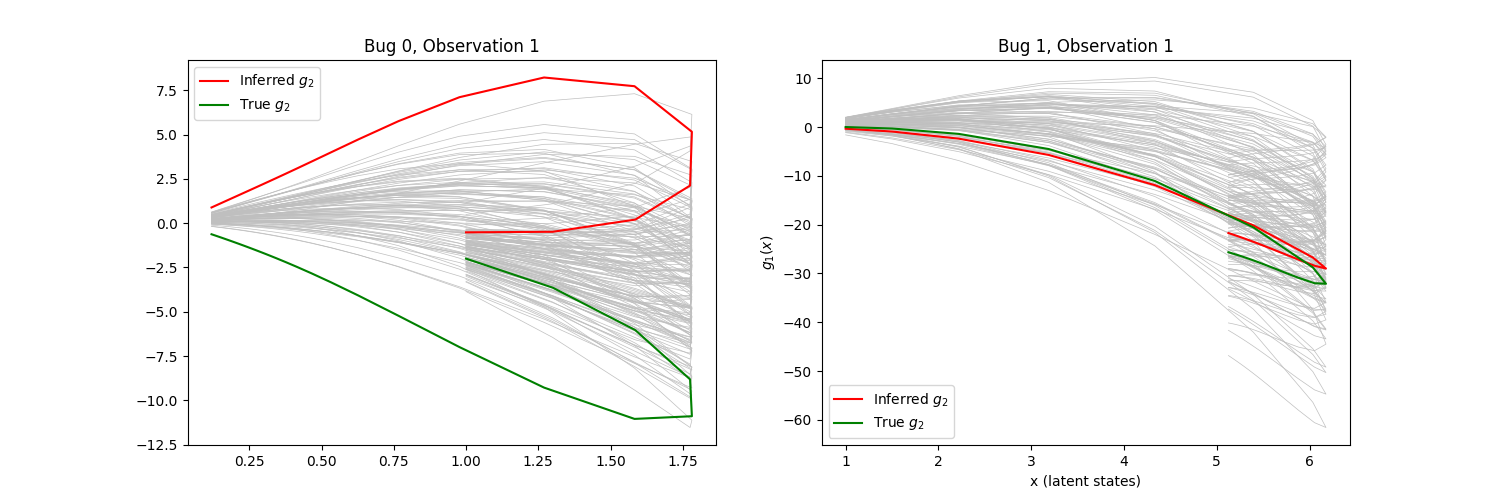 Bug 0, Observation 1
Inferred g₂
True g₂
7.5
5.0
2.5
0.0
−2.5
−5.0
−7.5
−10.0
−12.5
0.25 0.50 0.75 1.00 1.25 1.50 1.75
Bug 1, Observation 1
10
0
−10
−20
−30
−40
−50
−60
g₁(x)
Inferred g₂
True g₂
1 2 3 4 5 6
x (latent states)